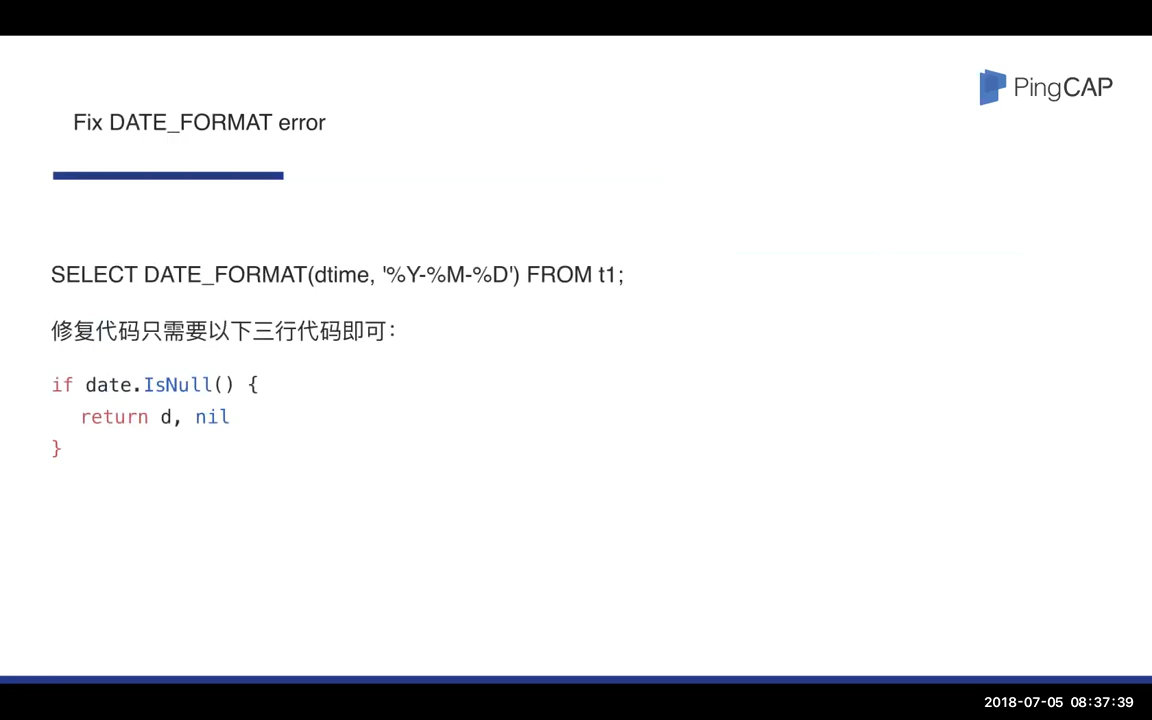 PingCAP
Fix DATE_FORMAT error
SELECT DATE_FORMAT(dtime, '%Y-%M-%D') FROM t1;
修复代码只需要以下三行代码即可：
if date.IsNull() {
return d, nil
}
2018-07-05 08:37:39